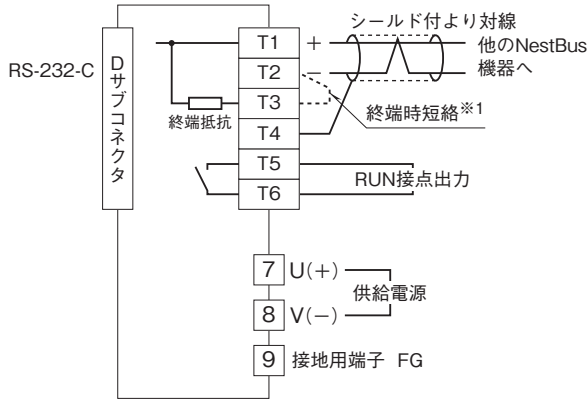 シールド付より対線
他のNestBus
機器へ
RS-232-C
Dサブコネクタ
T1
+
T2
−
T3
終端抵抗
終端時短絡※1
T4
T5
RUN接点出力
T6
7
U(+)
供給電源
8
V(−)
9
接地用端子 FG